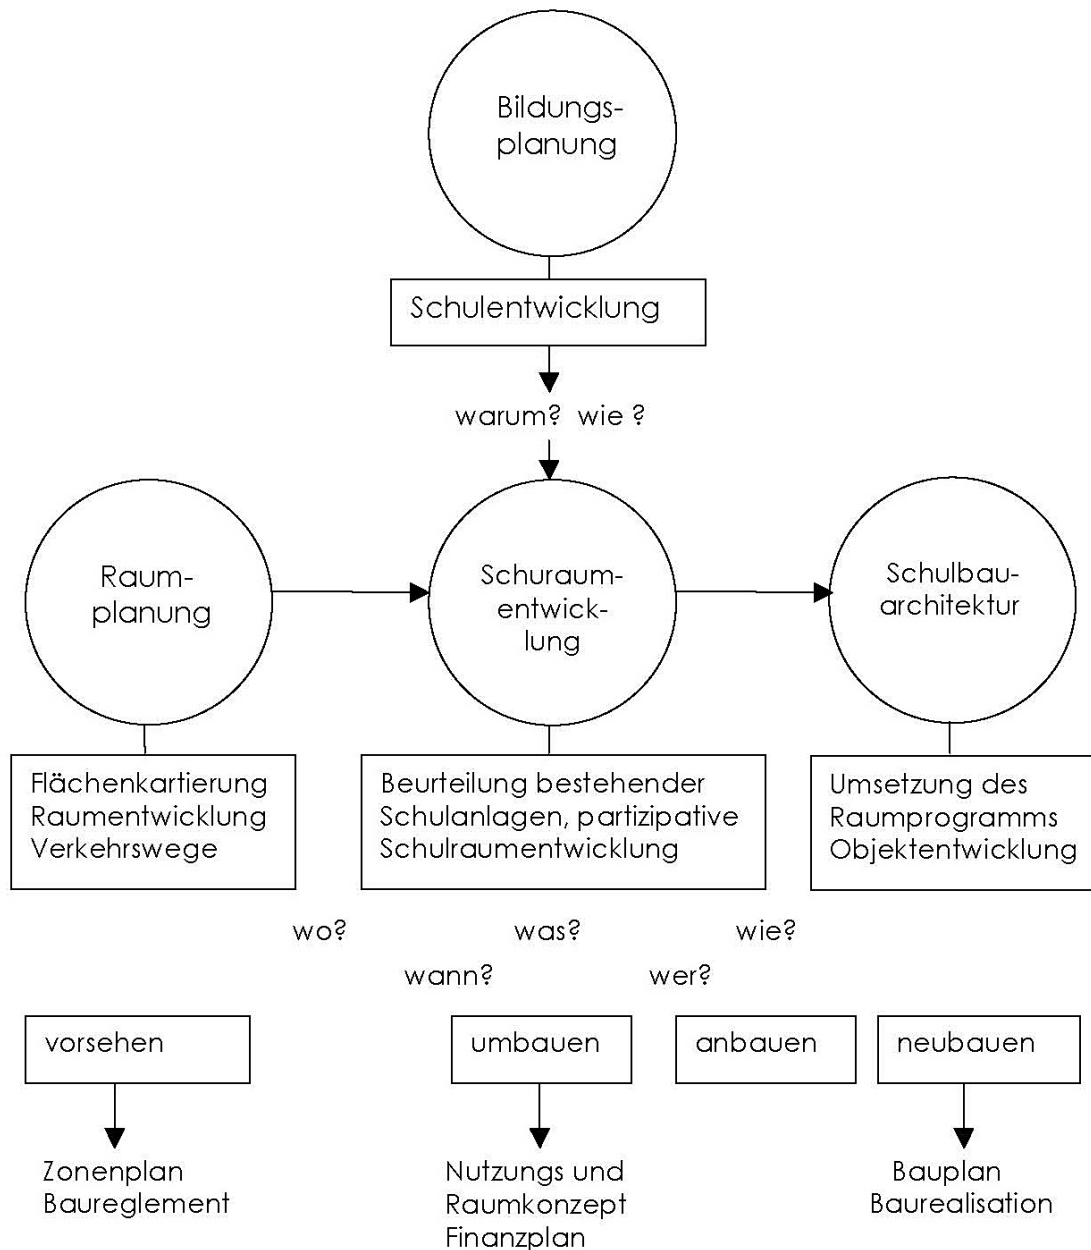 Bildungs-
planung
Schulentwicklung
warum? wie ?
Raum-
planung
Schuraum-
entwick-
lung
Schulbau-
architektur
Flächenkartierung
Raumentwicklung
Verkehrswege
Beurteilung bestehender
Schulanlagen, partizipative
Schulraumentwicklung
Umsetzung des
Raumprogramms
Objektentwicklung
wo? was? wie?
wann? wer?
vorsehen
umbauen
anbauen
neubauen
Zonenplan
Baureglement
Nutzungs und
Raumkonzept
Finanzplan
Bauplan
Baurealisation